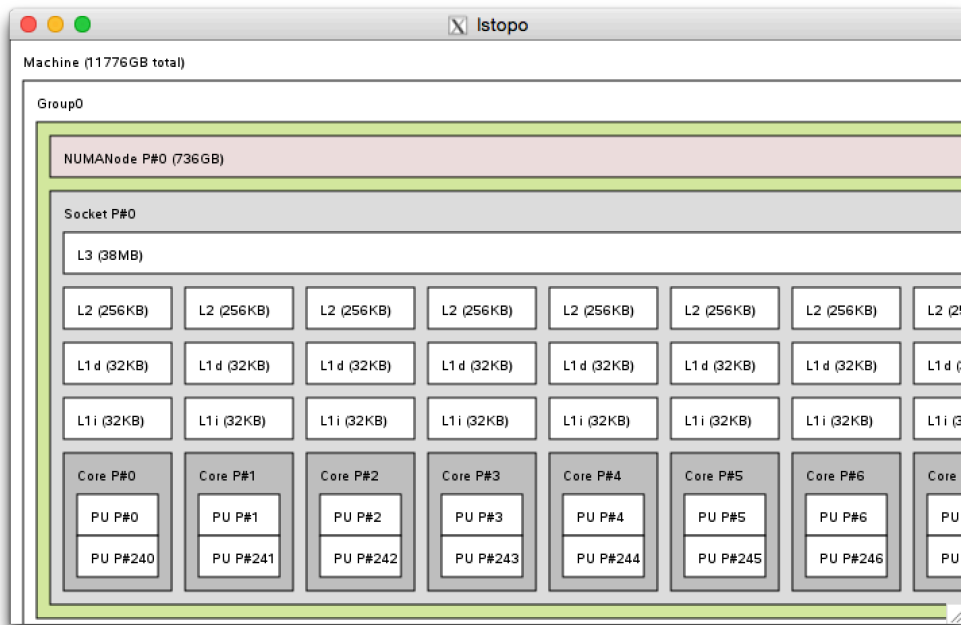 lstopo
Machine (11776GB total)
Group0
NUMANode P#0 (736GB)
Socket P#0
L3 (38MB)
L2 (256KB) L2 (256KB) L2 (256KB) L2 (256KB) L2 (256KB) L2 (256KB) L2 (256KB) L2
L1d (32KB) L1d (32KB) L1d (32KB) L1d (32KB) L1d (32KB) L1d (32KB) L1d (32KB) L1d
L1i (32KB) L1i (32KB) L1i (32KB) L1i (32KB) L1i (32KB) L1i (32KB) L1i (32KB) L1i
Core P#0 Core P#1 Core P#2 Core P#3 Core P#4 Core P#5 Core P#6 Core
PU P#0 PU P#1 PU P#2 PU P#3 PU P#4 PU P#5 PU P#6 PU
PU P#240 PU P#241 PU P#242 PU P#243 PU P#244 PU P#245 PU P#246 PU